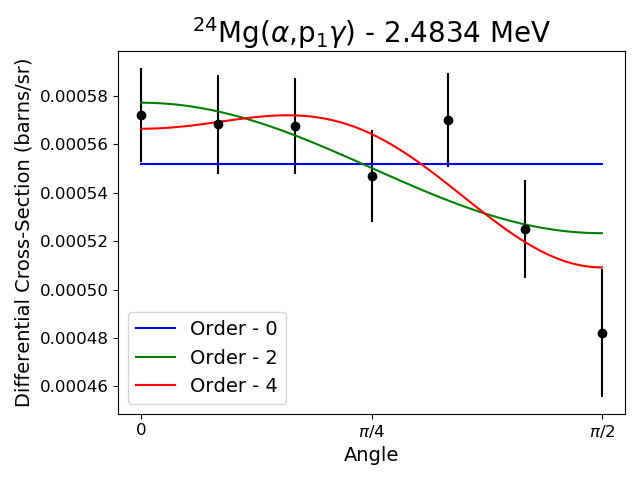 ²⁴Mg(α,p₁γ) - 2.4834 MeV
Differential Cross-Section (barns/sr)
0.00058
0.00056
0.00054
0.00052
0.00050
0.00048
0.00046
Order - 0
Order - 2
Order - 4
0 π/4 π/2
Angle